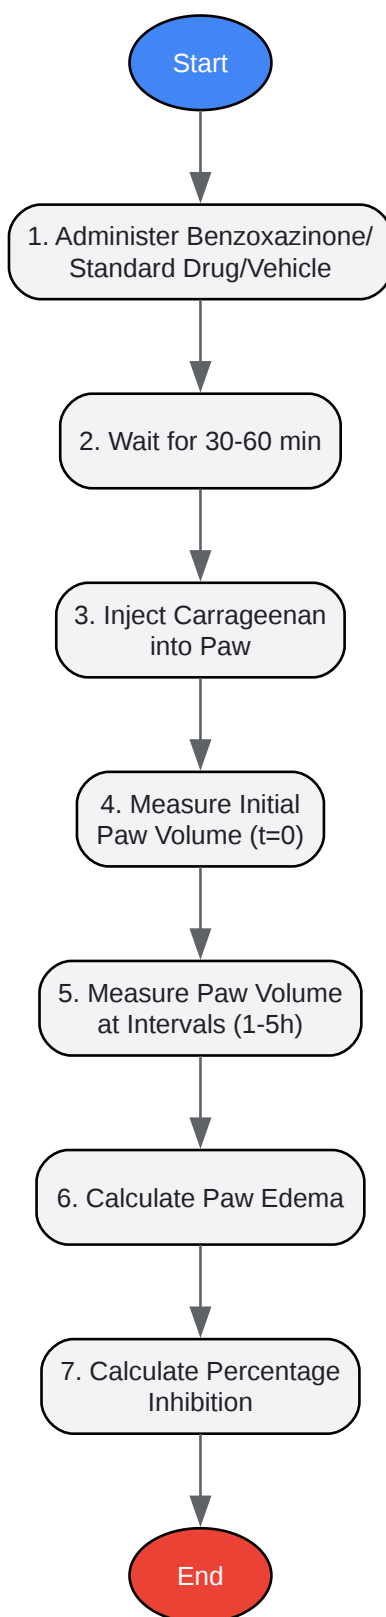 Start
1. Administer Benzoxazinone/
Standard Drug/Vehicle
2. Wait for 30-60 min
3. Inject Carrageenan
into Paw
4. Measure Initial
Paw Volume (t=0)
5. Measure Paw Volume
at Intervals (1-5h)
6. Calculate Paw Edema
7. Calculate Percentage
Inhibition
End